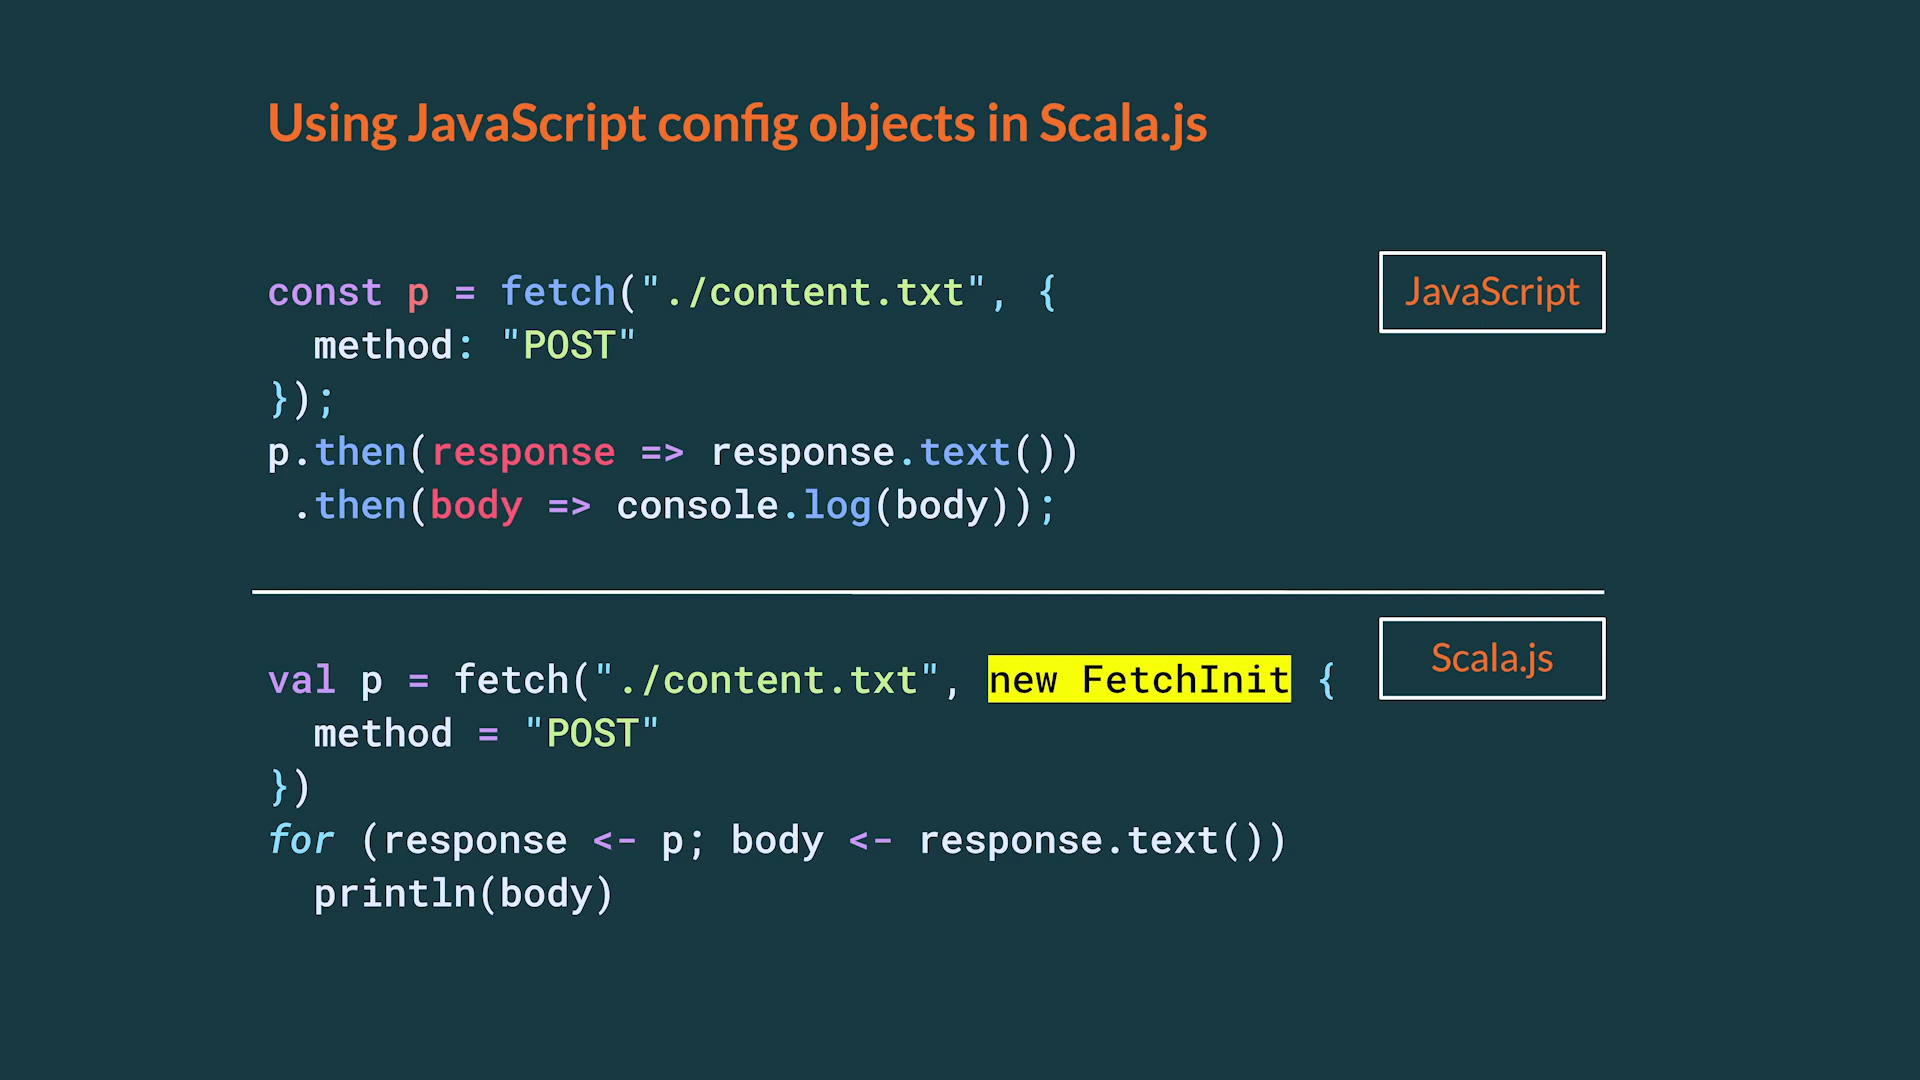 Using JavaScript config objects in Scala.js
const p = fetch("./content.txt", {
JavaScript
  method: "POST"
});
p.then(response => response.text())
 .then(body => console.log(body));
val p = fetch("./content.txt", new FetchInit {
Scala.js
  method = "POST"
})
for (response <- p; body <- response.text())
  println(body)